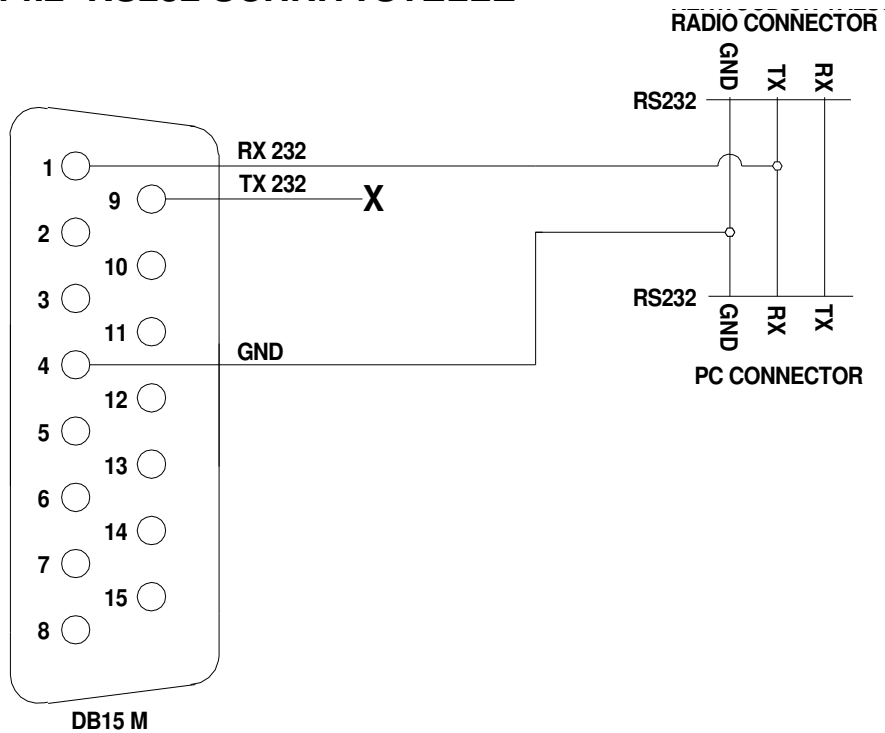 RADIO CONNECTOR
GND TX RX
RS232
1
RX 232
9
TX 232
X
2
10
3
RS232
11
GND RX TX
4
GND
PC CONNECTOR
12
5
13
6
14
7
15
8
DB15 M